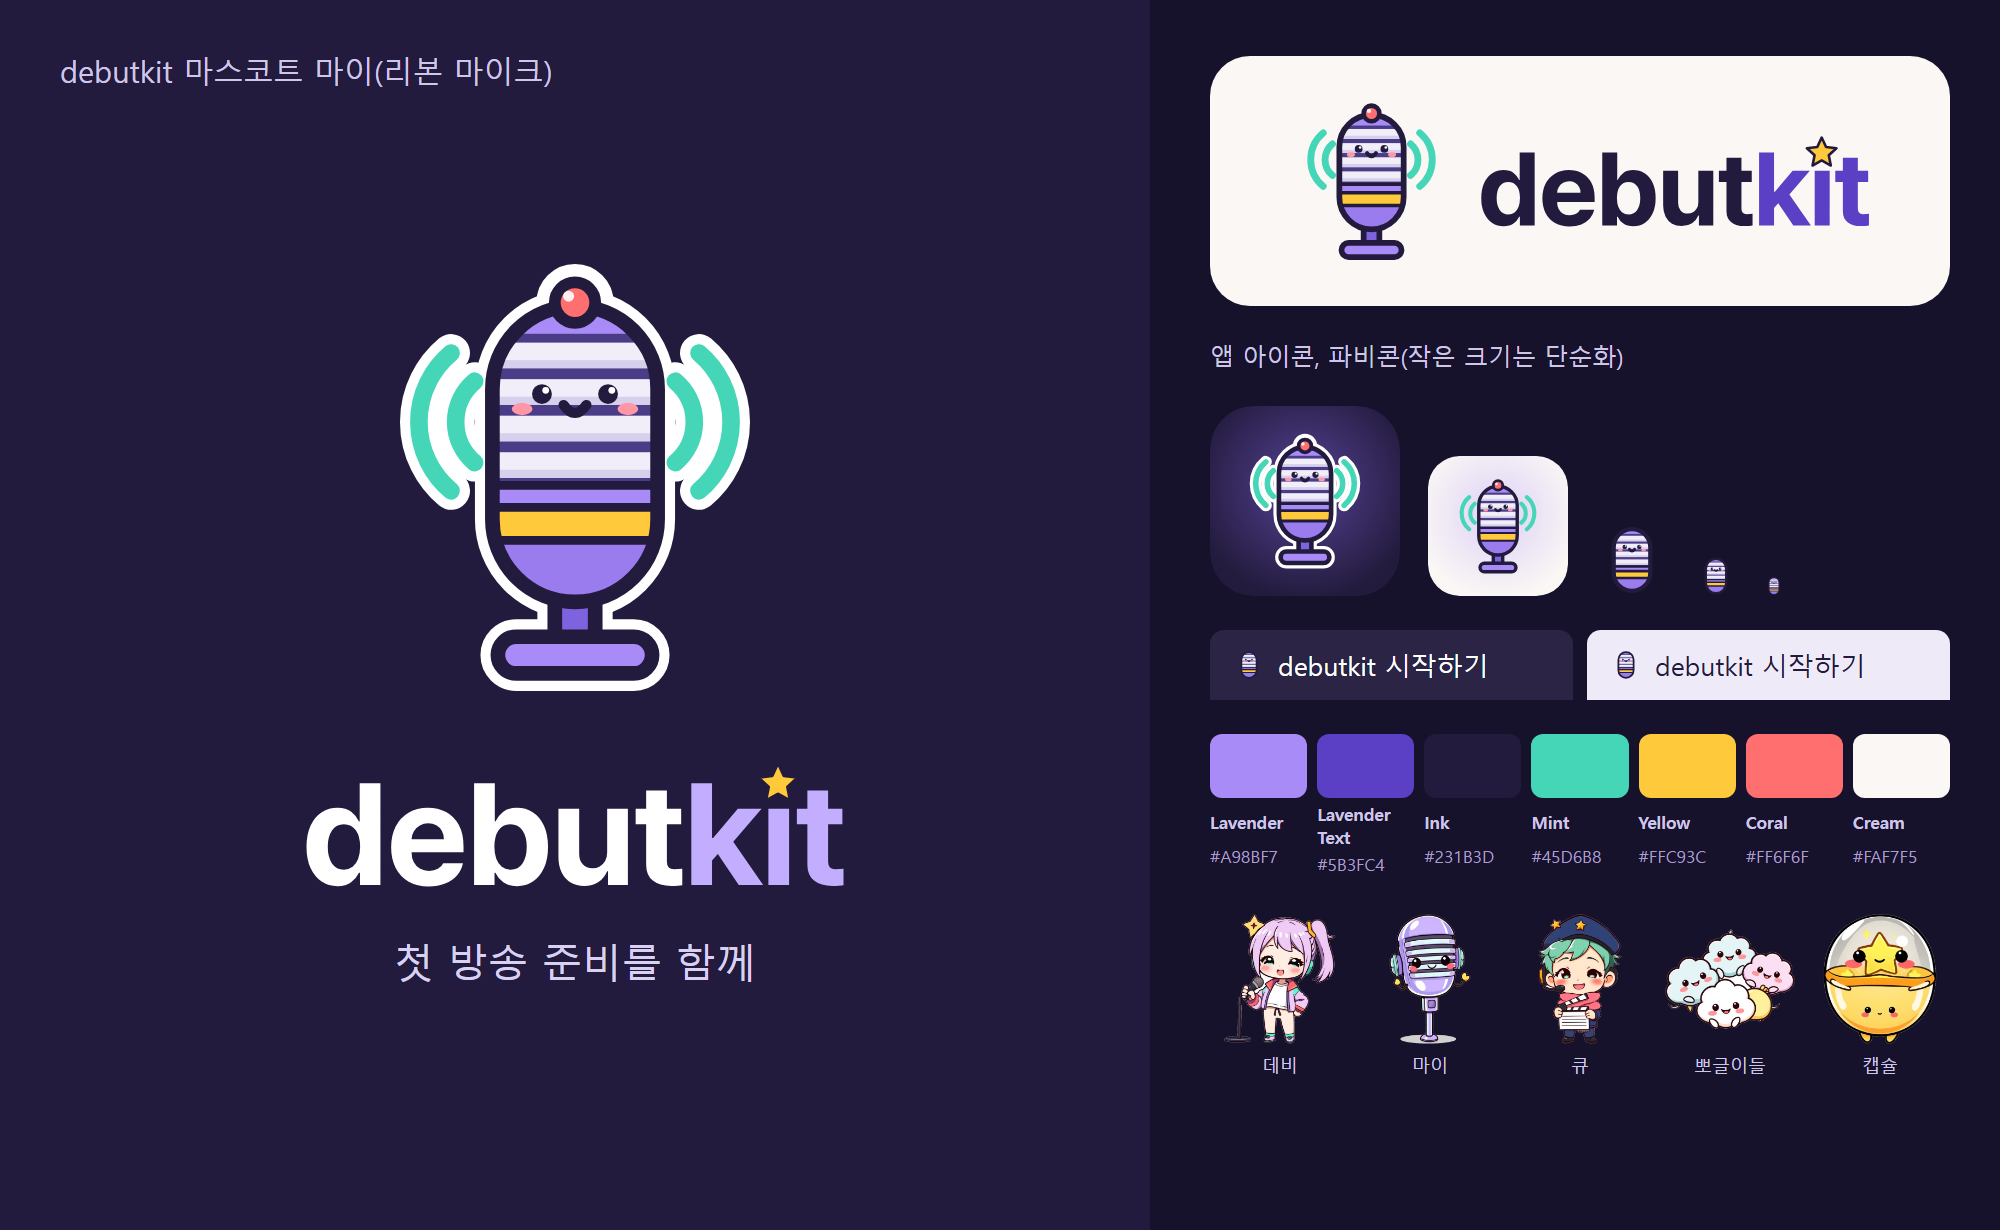 debutkit 마스코트 마이(리본 마이크)
debutkit
첫 방송 준비를 함께
debutkit
앱 아이콘, 파비콘(작은 크기는 단순화)
debutkit 시작하기
debutkit 시작하기
Lavender
#A98BF7
Lavender
Text
#5B3FC4
Ink
#231B3D
Mint
#45D6B8
Yellow
#FFC93C
Coral
#FF6F6F
Cream
#FAF7F5
데비
마이
큐
뽀글이들
캡슐